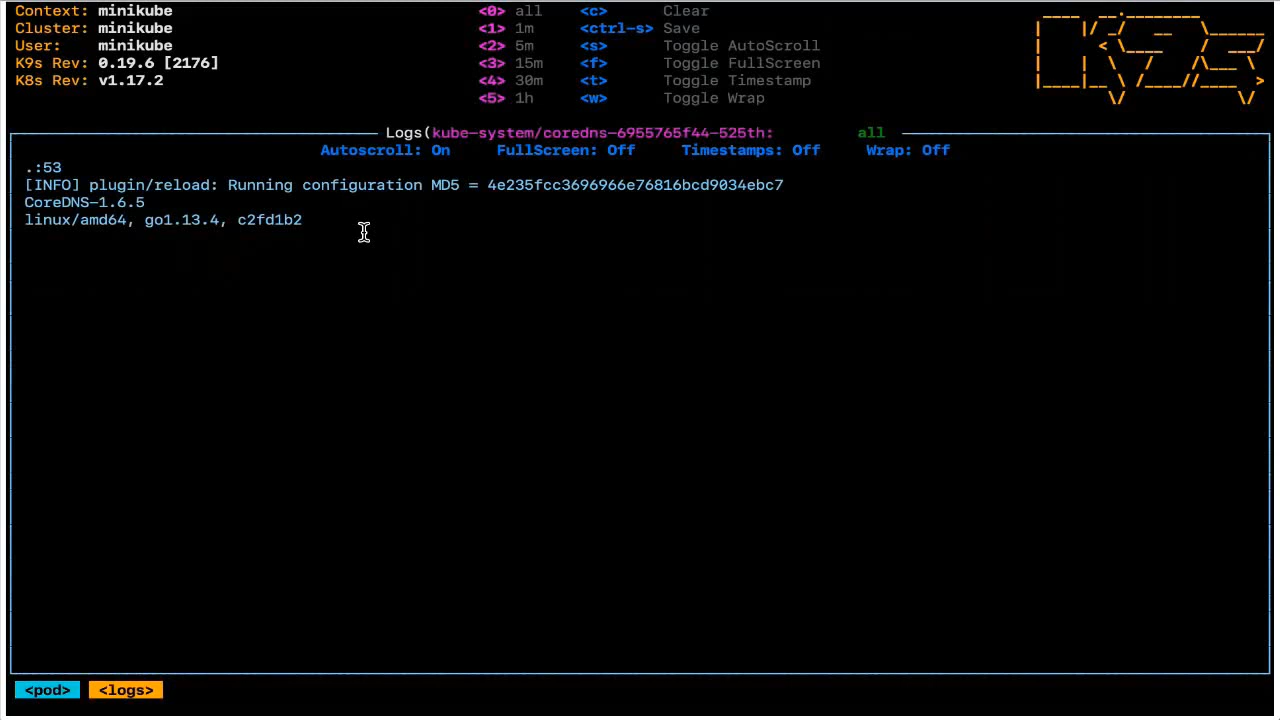 Context: minikube
Cluster: minikube
User: minikube
K9s Rev: 0.19.6 [2176]
K8s Rev: v1.17.2
<0> all <c> Clear
<1> 1m <ctrl-s> Save
<2> 5m <s> Toggle AutoScroll
<3> 15m <f> Toggle FullScreen
<4> 30m <t> Toggle Timestamp
<5> 1h <w> Toggle Wrap
K9s
Logs(kube-system/coredns-6955765f44-525th: all
Autoscroll: On FullScreen: Off Timestamps: Off Wrap: Off
.:53
[INFO] plugin/reload: Running configuration MD5 = 4e235fcc3696966e76816bcd9034ebc7
CoreDNS-1.6.5
linux/amd64, go1.13.4, c2fd1b2
<pod> <logs>